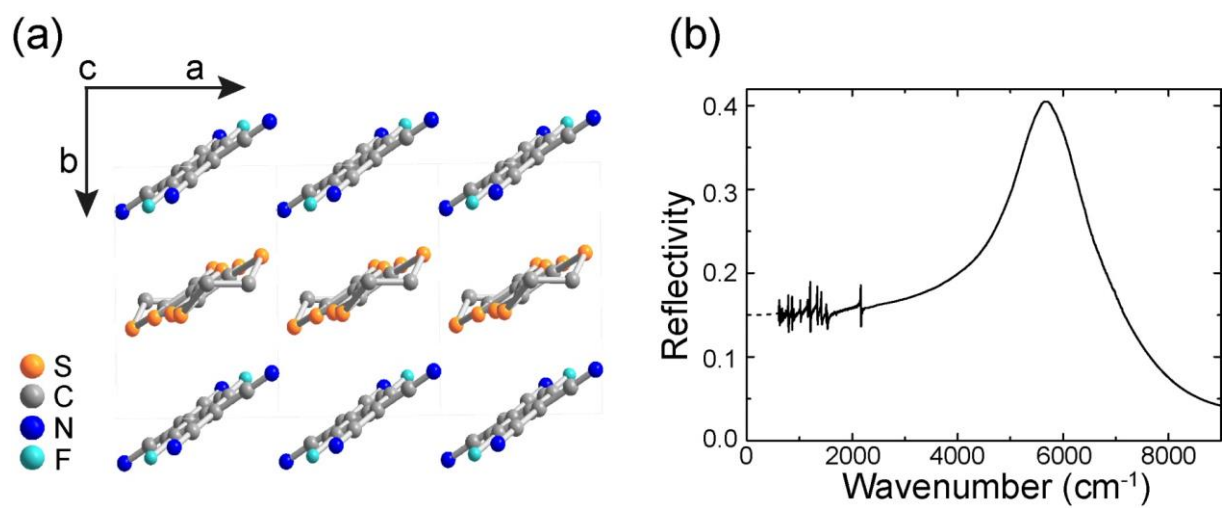 (a)
c
a
b
S
C
N
F
(b)
Reflectivity
0.4
0.3
0.2
0.1
0.0
0
2000
4000
6000
8000
Wavenumber (cm⁻¹)